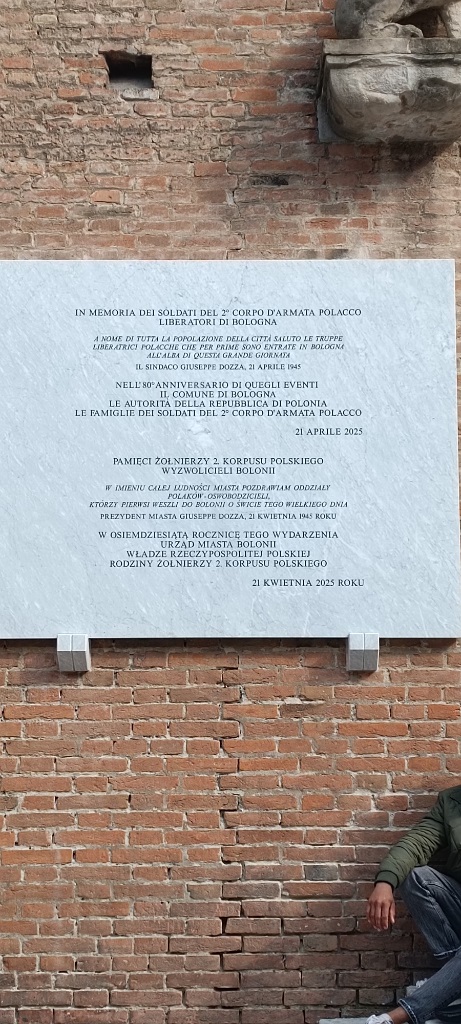 IN MEMORIA DEI SOLDATI DEL 2° CORPO D'ARMATA POLACCO
LIBERATORI DI BOLOGNA
A NOME DI TUTTA LA POPOLAZIONE DELLA CITTÀ SALUTO LE TRUPPE
LIBERATRICI POLACCHE CHE PER PRIME SONO ENTRATE IN BOLOGNA
ALL'ALBA DI QUESTA GRANDE GIORNATA
IL SINDACO GIUSEPPE DOZZA, 21 APRILE 1945
NELL'80° ANNIVERSARIO DI QUEGLI EVENTI
IL COMUNE DI BOLOGNA
LE AUTORITÀ DELLA REPUBBLICA DI POLONIA
LE FAMIGLIE DEI SOLDATI DEL 2° CORPO D'ARMATA POLACCO
21 APRILE 2025
PAMIĘCI ŻOŁNIERZY 2. KORPUSU POLSKIEGO
WYZWOLICIELI BOLONII
W IMIENIU CAŁEJ LUDNOŚCI MIASTA POZDRAWIAM ODDZIAŁY
POLAKÓW-OSWOBODZICIELI,
KTÓRZY PIERWSI WESZLI DO BOLONII O ŚWICIE TEGO WIELKIEGO DNIA
PREZYDENT MIASTA GIUSEPPE DOZZA, 21 KWIETNIA 1945 ROKU
W OSIEMDZIESIĄTĄ ROCZNICĘ TEGO WYDARZENIA
URZĄD MIASTA BOLONII
WŁADZE RZECZYPOSPOLITEJ POLSKIEJ
RODZINY ŻOŁNIERZY 2. KORPUSU POLSKIEGO
21 KWIETNIA 2025 ROKU